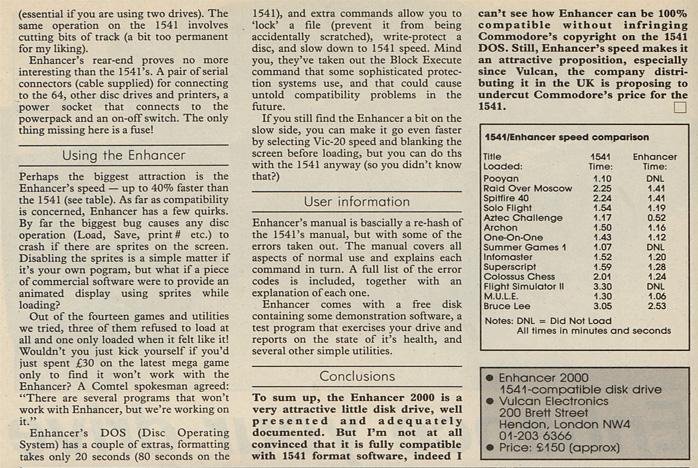 (essential if you are using two drives). The
same operation on the 1541 involves
cutting bits of track (a bit too permanent
for my liking).
Enhancer's rear-end proves no more
interesting than the 1541's. A pair of serial
connectors (cable supplied) for connecting
to the 64, other disc drives and printers, a
power socket that connects to the
powerpack and an on-off switch. The only
thing missing here is a fuse!
Using the Enhancer
Perhaps the biggest attraction is the
Enhancer's speed — up to 40% faster than
the 1541 (see table). As far as compatibility
is concerned, Enhancer has a few quirks.
By far the biggest bug causes any disc
operation (Load, Save, print# etc.) to
crash if there are sprites on the screen.
Disabling the sprites is a simple matter if
it's your own pogram, but what if a piece
of commercial software were to provide an
animated display using sprites while
loading?
Out of the fourteen games and utilities
we tried, three of them refused to load at
all and one only loaded when it felt like it!
Wouldn't you just kick yourself if you'd
just spent £30 on the latest mega game
only to find it won't work with the
Enhancer? A Comtel spokesman agreed:
"There are several programs that won't
work with Enhancer, but we're working on
it."
Enhancer's DOS (Disc Operating
System) has a couple of extras, formatting
takes only 20 seconds (80 seconds on the
1541), and extra commands allow you to
'lock' a file (prevent it from being
accidentally scratched), write-protect a
disc, and slow down to 1541 speed. Mind
you, they've taken out the Block Execute
command that some sophisticated protec-
tion systems use, and that could cause
untold compatibility problems in the
future.
If you still find the Enhancer a bit on the
slow side, you can make it go even faster
by selecting Vic-20 speed and blanking the
screen before loading, but you can do ths
with the 1541 anyway (so you didn't know
that?)
User information
Enhancer's manual is bascially a re-hash of
the 1541's manual, but with some of the
errors taken out. The manual covers all
aspects of normal use and explains each
command in turn. A full list of the error
codes is included, together with an
explanation of each one.
Enhancer comes with a free disk
containing some demonstration software, a
test program that exercises your drive and
reports on the state of it's health, and
several other simple utilities.
Conclusions
To sum up, the Enhancer 2000 is a
very attractive little disk drive, well
presented and adequately
documented. But I'm not at all
convinced that it is fully compatible
with 1541 format software, indeed I
can't see how Enhancer can be 100%
compatible without infringing
Commodore's copyright on the 1541
DOS. Still, Enhancer's speed makes it
an attractive proposition, especially
since Vulcan, the company distri-
buting it in the UK is proposing to
undercut Commodore's price for the
1541.
1541/Enhancer speed comparison
Title 1541 Enhancer
Loaded: Time: Time:
Pooyan 1.10 DNL
Raid Over Moscow 2.25 1.41
Spitfire 40 2.24 1.41
Solo Flight 1.54 1.19
Aztec Challenge 1.17 0.52
Archon 1.50 1.16
One-On-One 1.43 1.12
Summer Games 1 1.07 DNL
Infomaster 1.52 1.20
Superscript 1.59 1.28
Colossus Chess 2.01 1.24
Flight Simulator II 3.30 DNL
M.U.L.E. 1.30 1.06
Bruce Lee 3.05 2.53
Notes: DNL = Did Not Load
All times in minutes and seconds
● Enhancer 2000
1541-compatible disk drive
● Vulcan Electronics
200 Brett Street
Hendon, London NW4
01-203 6366
● Price: £150 (approx)